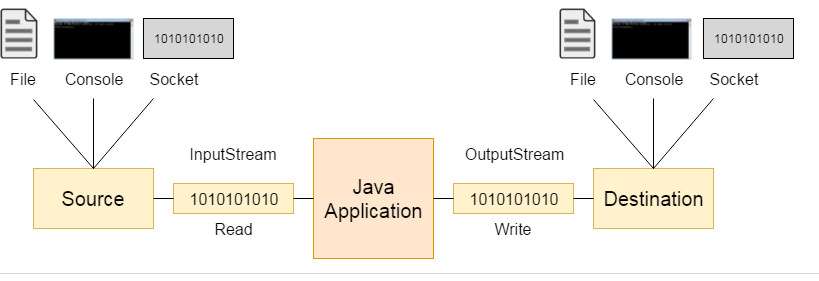 1010101010
1010101010
File
Console
Socket
File
Console
Socket
InputStream
OutputStream
Source
1010101010
Java
Application
1010101010
Destination
Read
Write